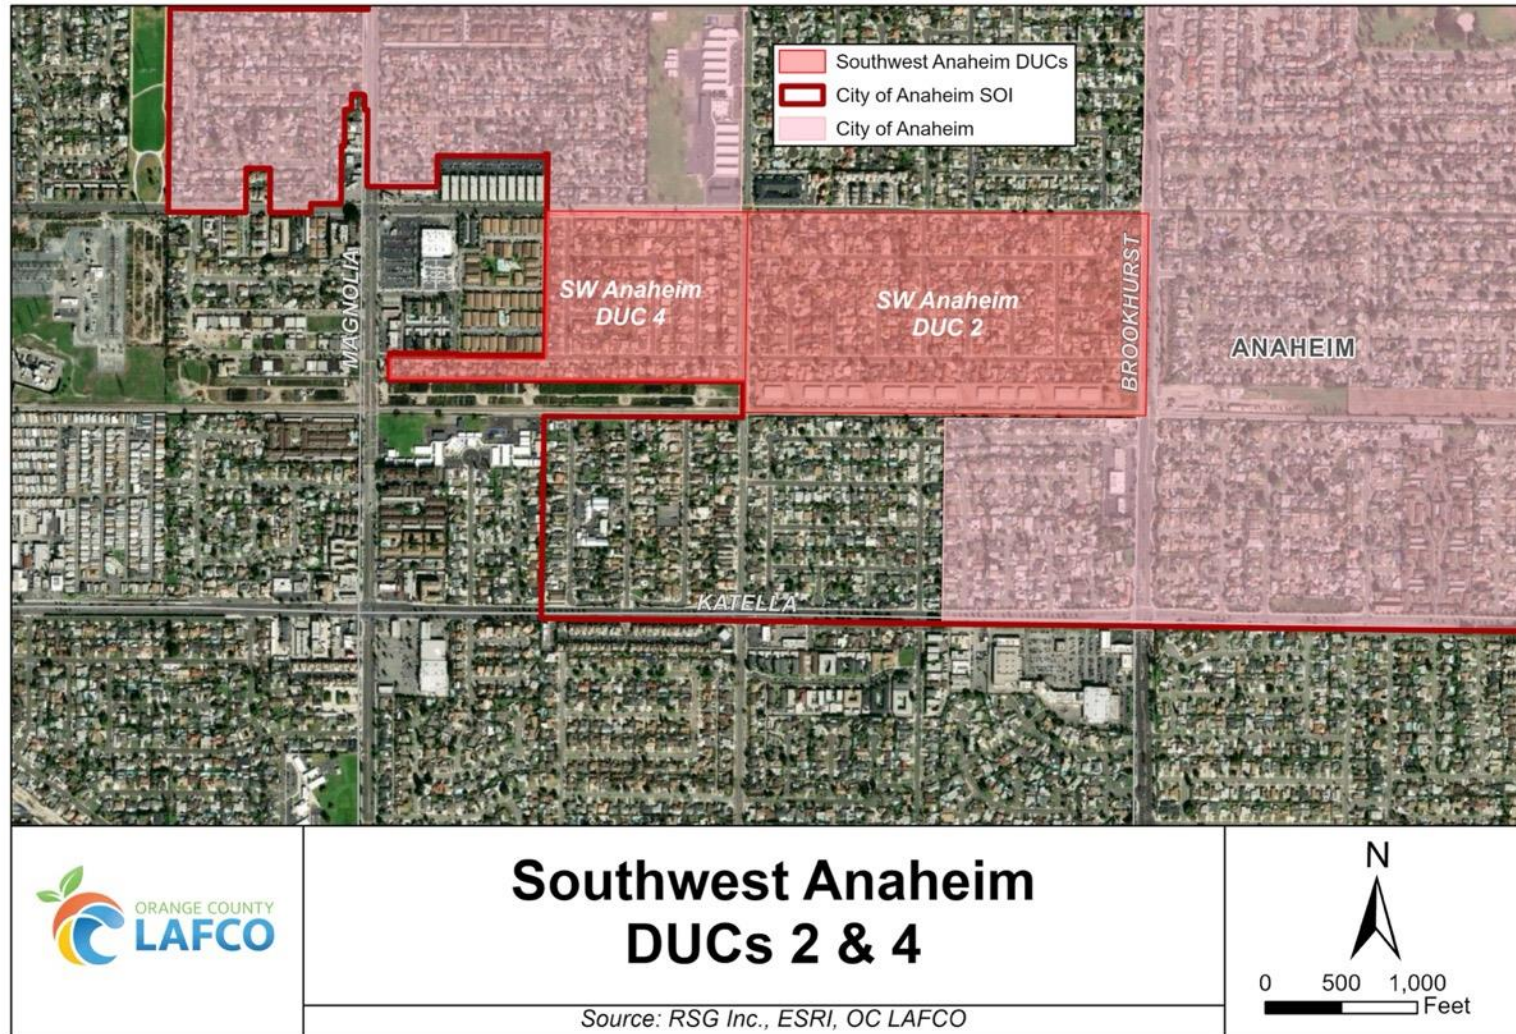 Southwest Anaheim DUCs
City of Anaheim SOI
City of Anaheim
MAGNOLIA
SW Anaheim
DUC 4
SW Anaheim
DUC 2
BROOKHURST
ANAHEIM
KATELLA
ORANGE COUNTY
LAFCO
Southwest Anaheim
DUCs 2 & 4
Source: RSG Inc., ESRI, OC LAFCO
N
0 500 1,000
Feet